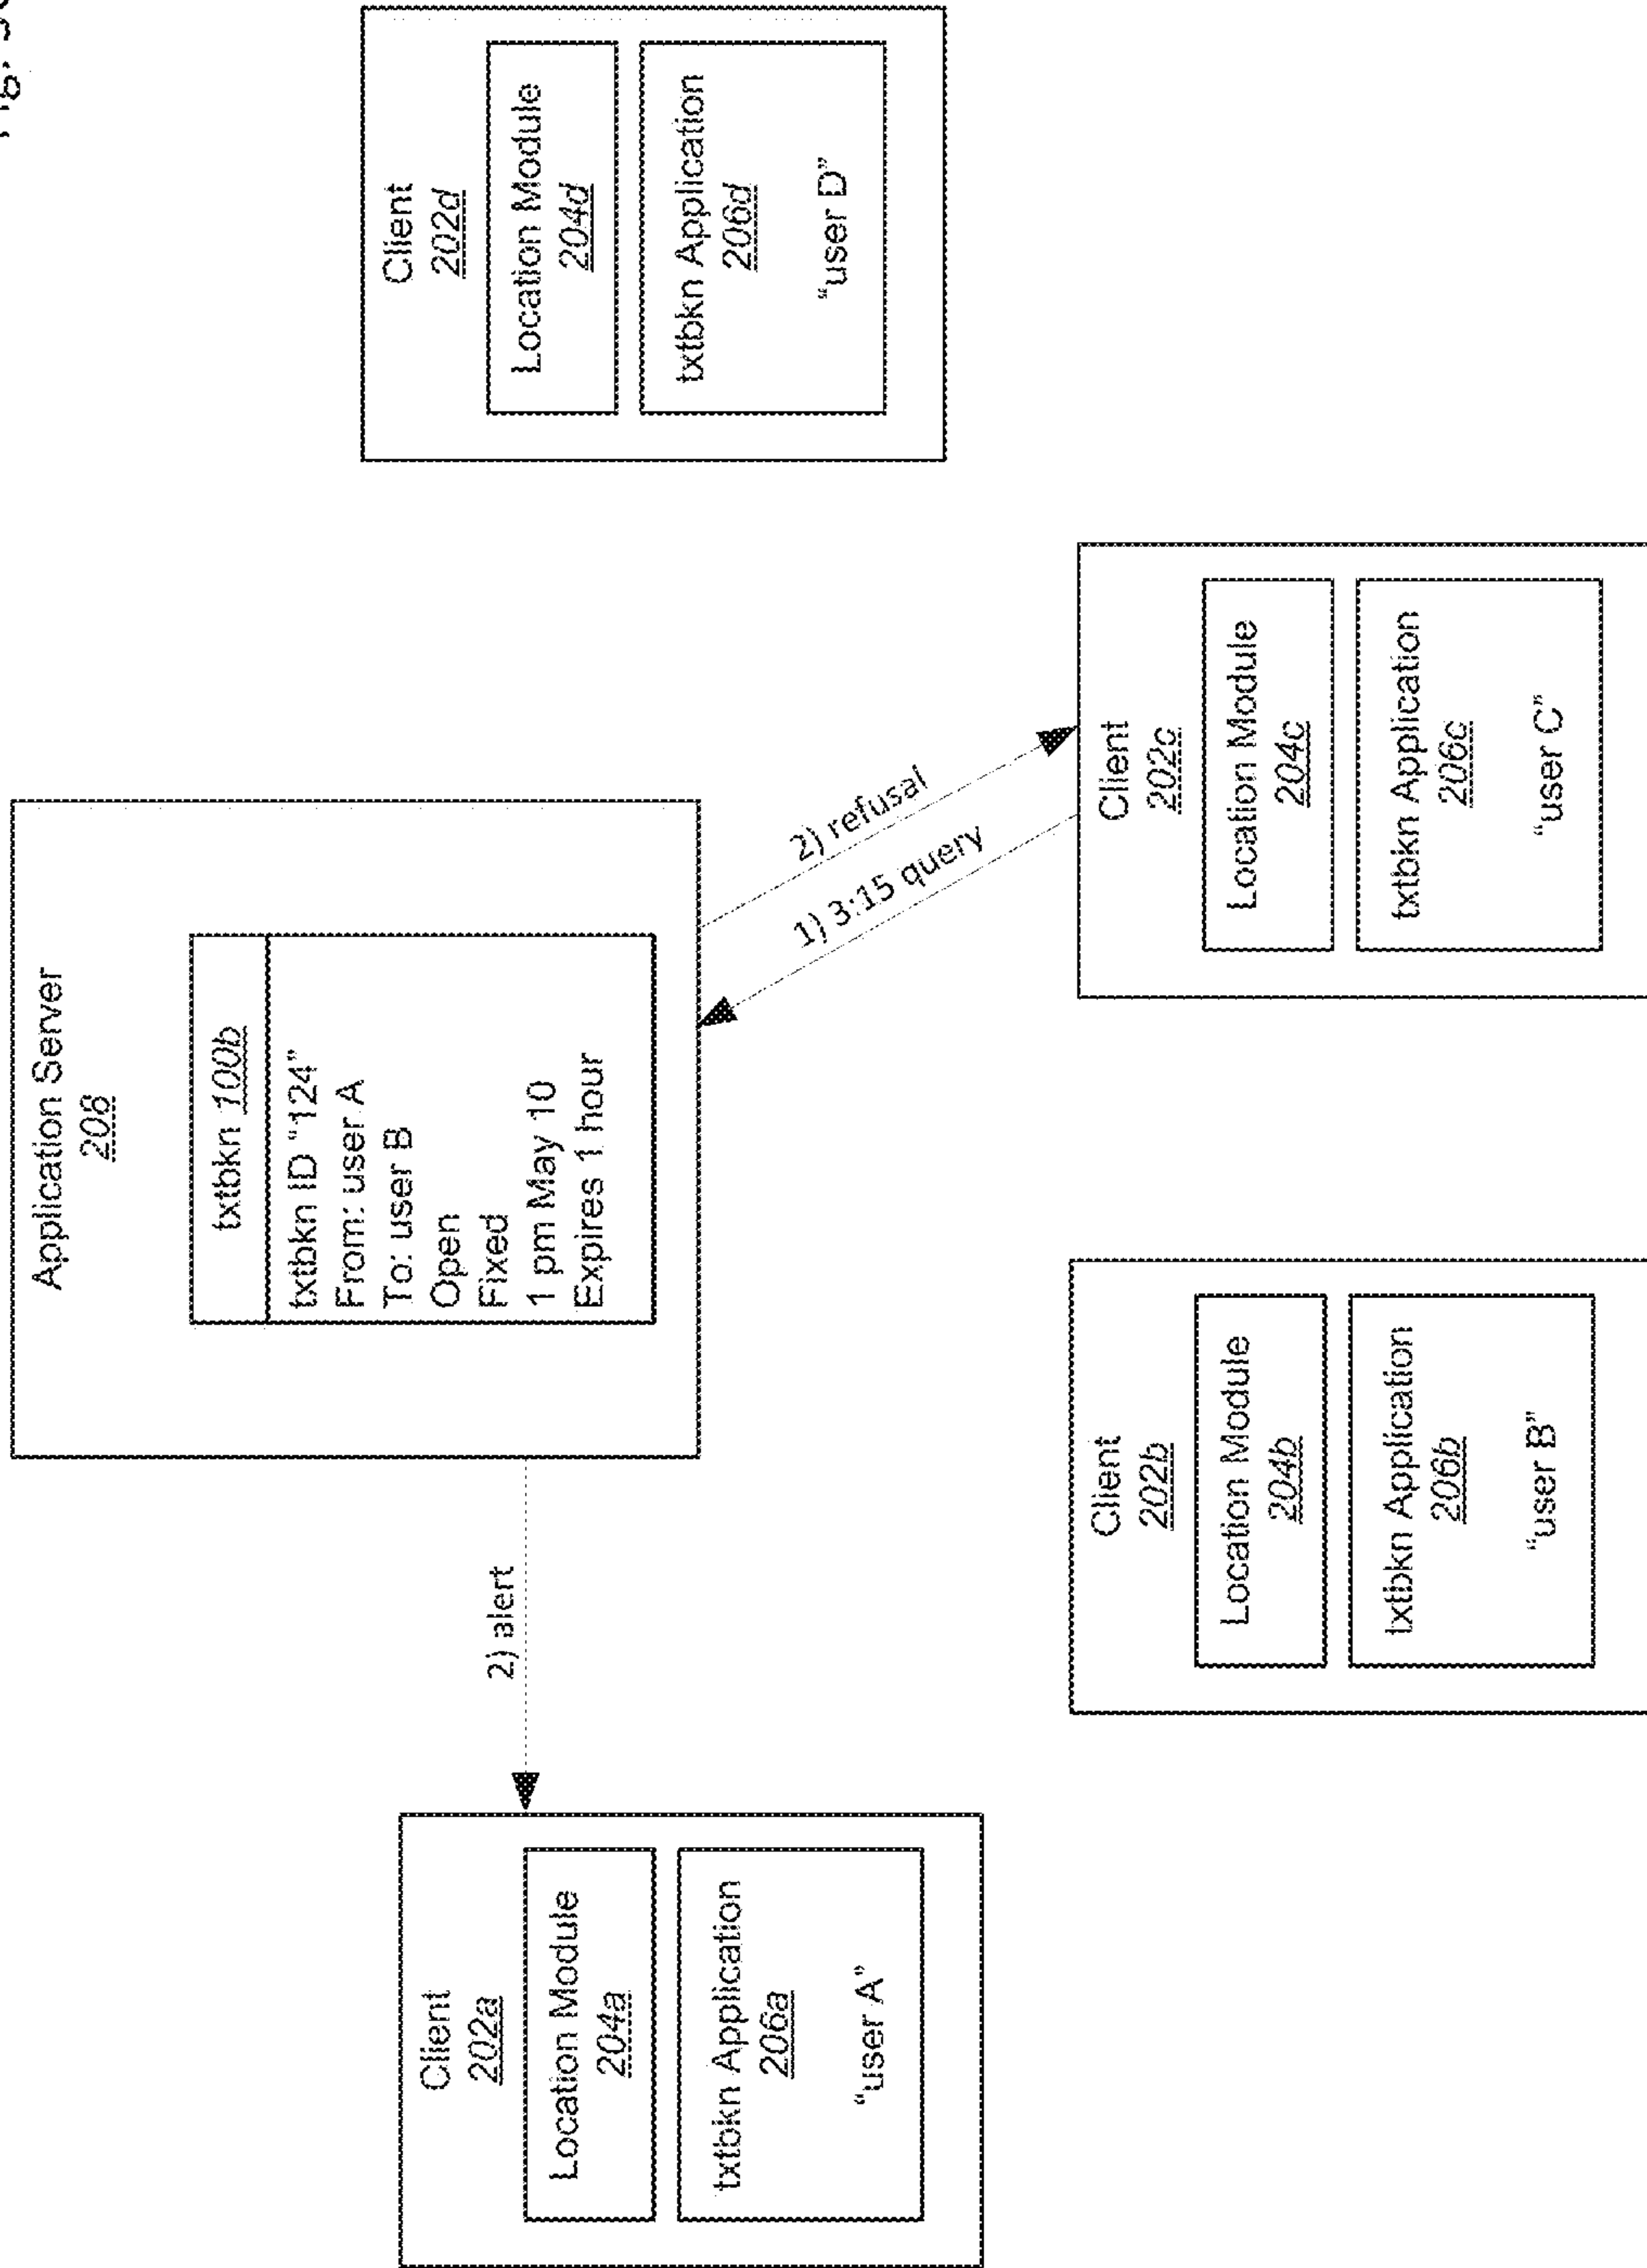 Application Server
208
txtbkn 100b
txtbkn ID "124"
From: user A
To: user B
Open
Fixed
1 pm May 10
Expires 1 hour
2) alert
2) refusal
1) 3:15 query
Client
202a
Location Module
204a
txtbkn Application
206a
"user A"
Client
202b
Location Module
204b
txtbkn Application
206b
"user B"
Client
202c
Location Module
204c
txtbkn Application
206c
"user C"
Client
202d
Location Module
204d
txtbkn Application
206d
"user D"